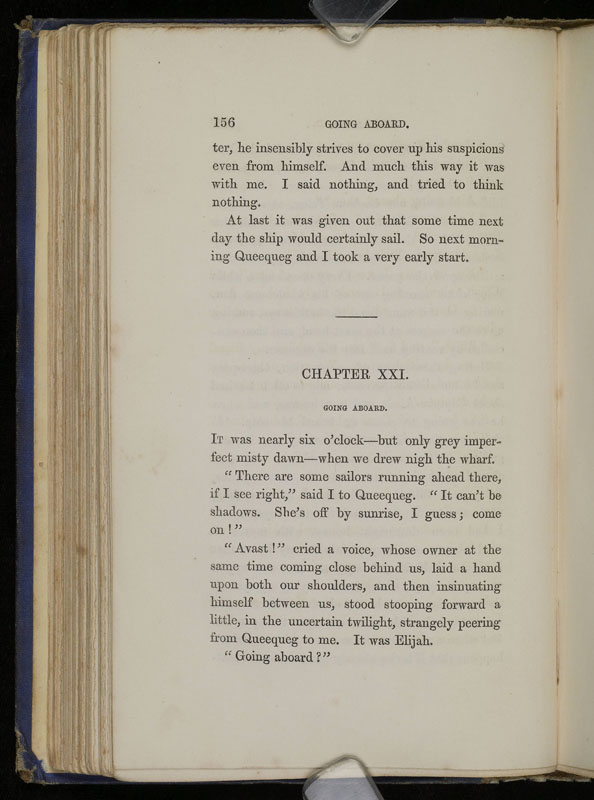 156 GOING ABOARD.
ter, he insensibly strives to cover up his suspicions
even from himself. And much this way it was
with me. I said nothing, and tried to think
nothing.
At last it was given out that some time next
day the ship would certainly sail. So next morn-
ing Queequeg and I took a very early start.
CHAPTER XXI.
GOING ABOARD.
It was nearly six o'clock—but only grey imper-
fect misty dawn—when we drew nigh the wharf.
"There are some sailors running ahead there,
if I see right," said I to Queequeg. "It can't be
shadows. She's off by sunrise, I guess; come
on!"
"Avast!" cried a voice, whose owner at the
same time coming close behind us, laid a hand
upon both our shoulders, and then insinuating
himself between us, stood stooping forward a
little, in the uncertain twilight, strangely peering
from Queequeg to me. It was Elijah.
"Going aboard?"